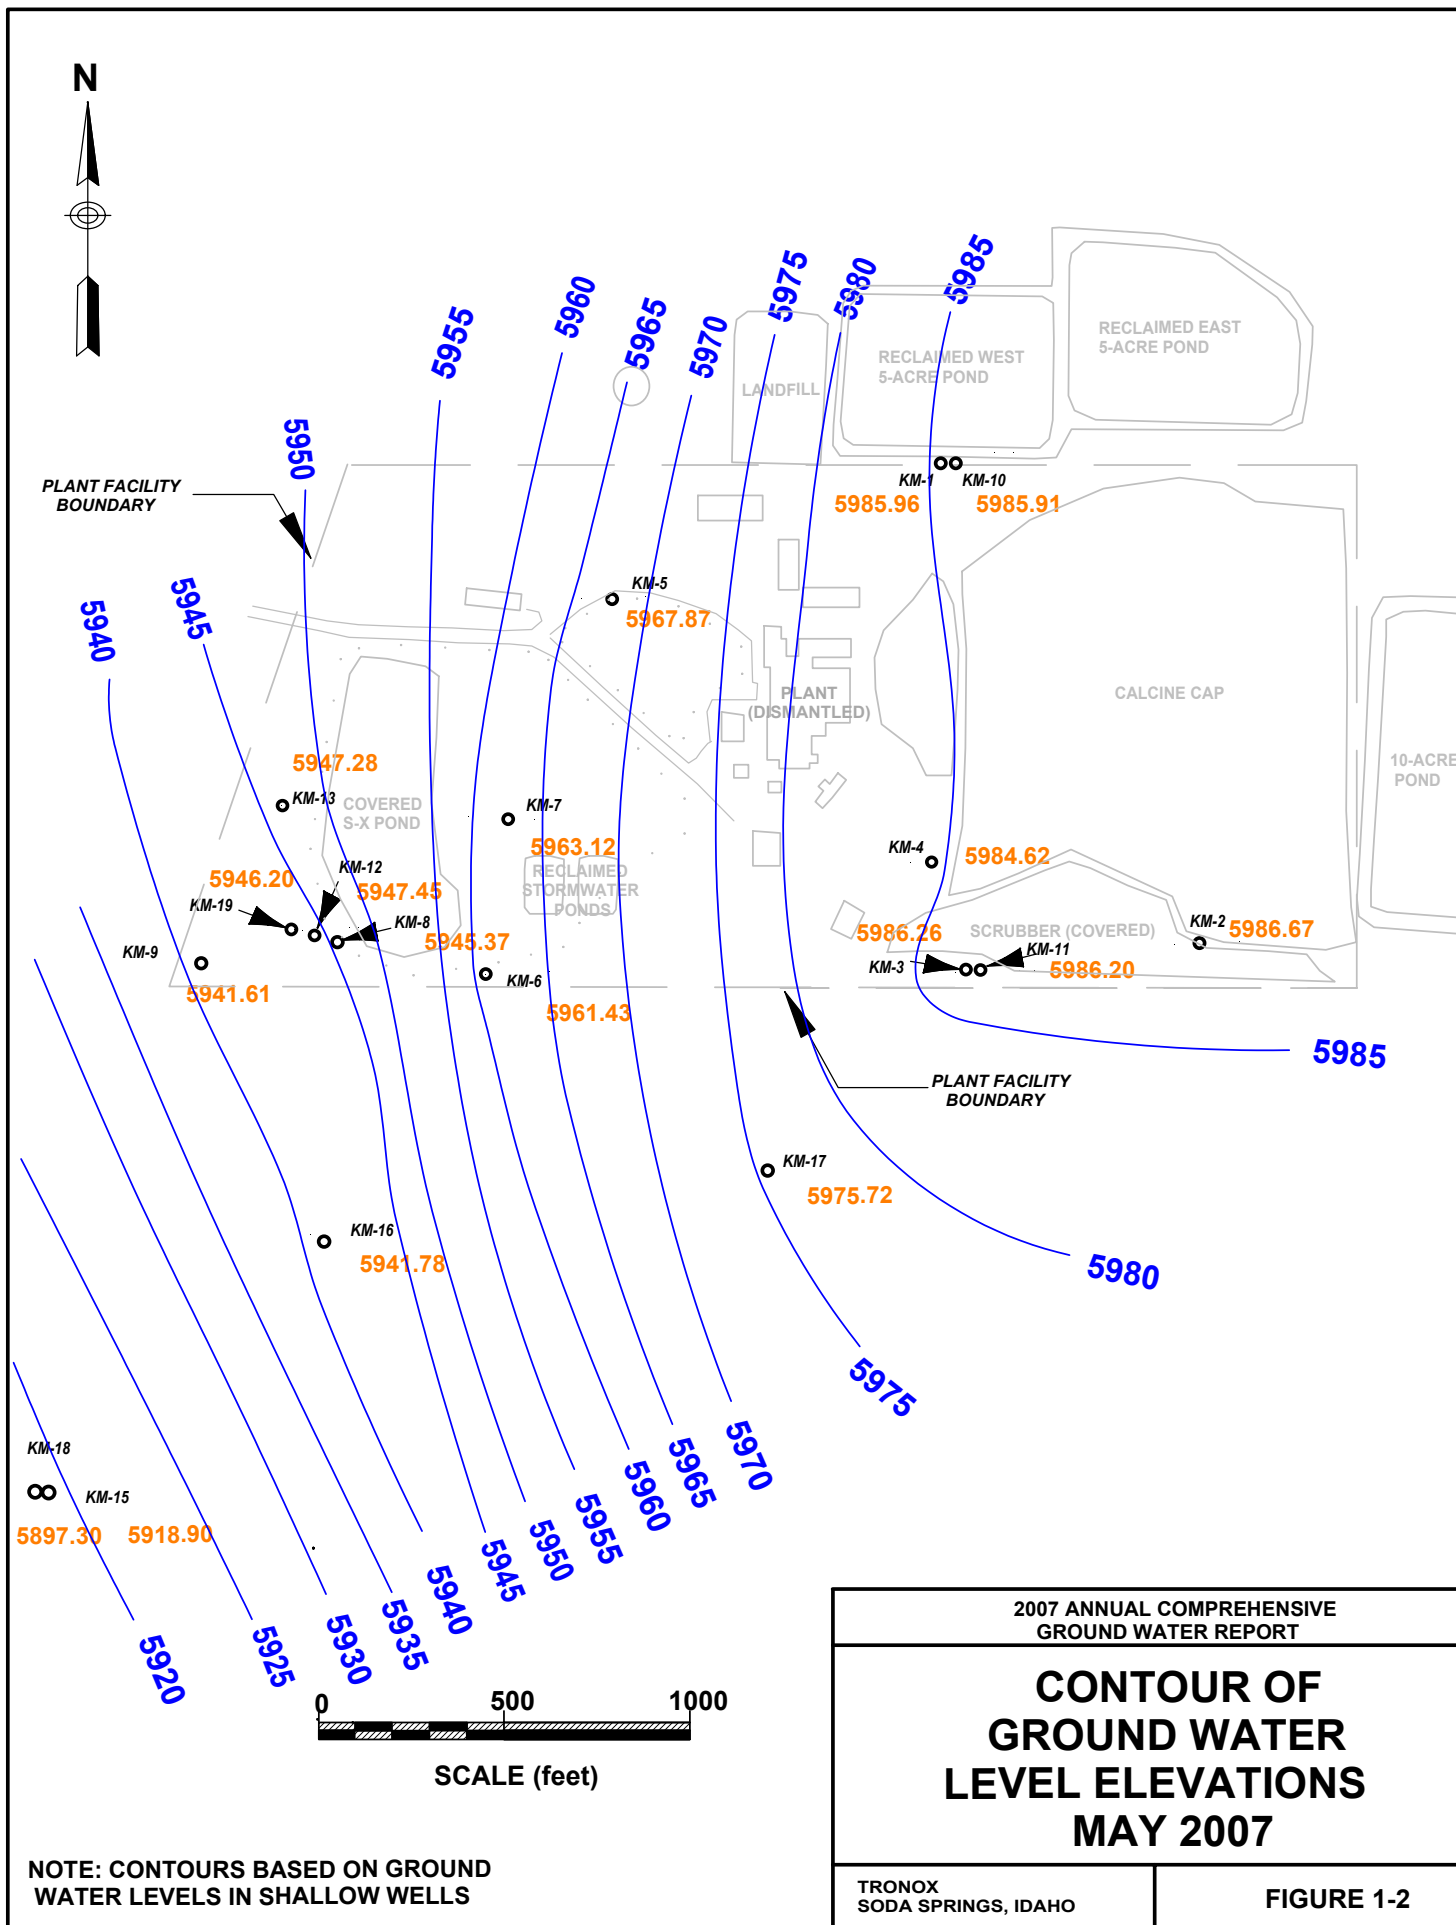 N
5985
5975
5980
5960
5965
5955
5970
RECLAIMED EAST
5-ACRE POND
RECLAIMED WEST
5-ACRE POND
LANDFILL
5950
PLANT FACILITY
BOUNDARY
KM-1
KM-10
5985.96
5985.91
5945
5940
KM-5
5967.87
PLANT
(DISMANTLED)
CALCINE CAP
10-ACRE
POND
5947.28
KM-13
COVERED
S-X POND
KM-7
5963.12
KM-4
5984.62
KM-12
5946.20
5947.45
RECLAIMED
STORMWATER
PONDS
KM-19
KM-8
5945.37
KM-9
5941.61
KM-6
5961.43
5986.26
SCRUBBER (COVERED)
KM-2
5986.67
KM-3
KM-11
5986.20
5985
PLANT FACILITY
BOUNDARY
KM-17
5975.72
KM-16
5941.78
5980
5975
KM-18
KM-15
5897.30
5918.90
5970
5965
5960
5955
5950
5945
5940
5935
5930
5925
5920
0
500
1000
SCALE (feet)
NOTE: CONTOURS BASED ON GROUND
WATER LEVELS IN SHALLOW WELLS
2007 ANNUAL COMPREHENSIVE
GROUND WATER REPORT
CONTOUR OF
GROUND WATER
LEVEL ELEVATIONS
MAY 2007
TRONOX
SODA SPRINGS, IDAHO
FIGURE 1-2